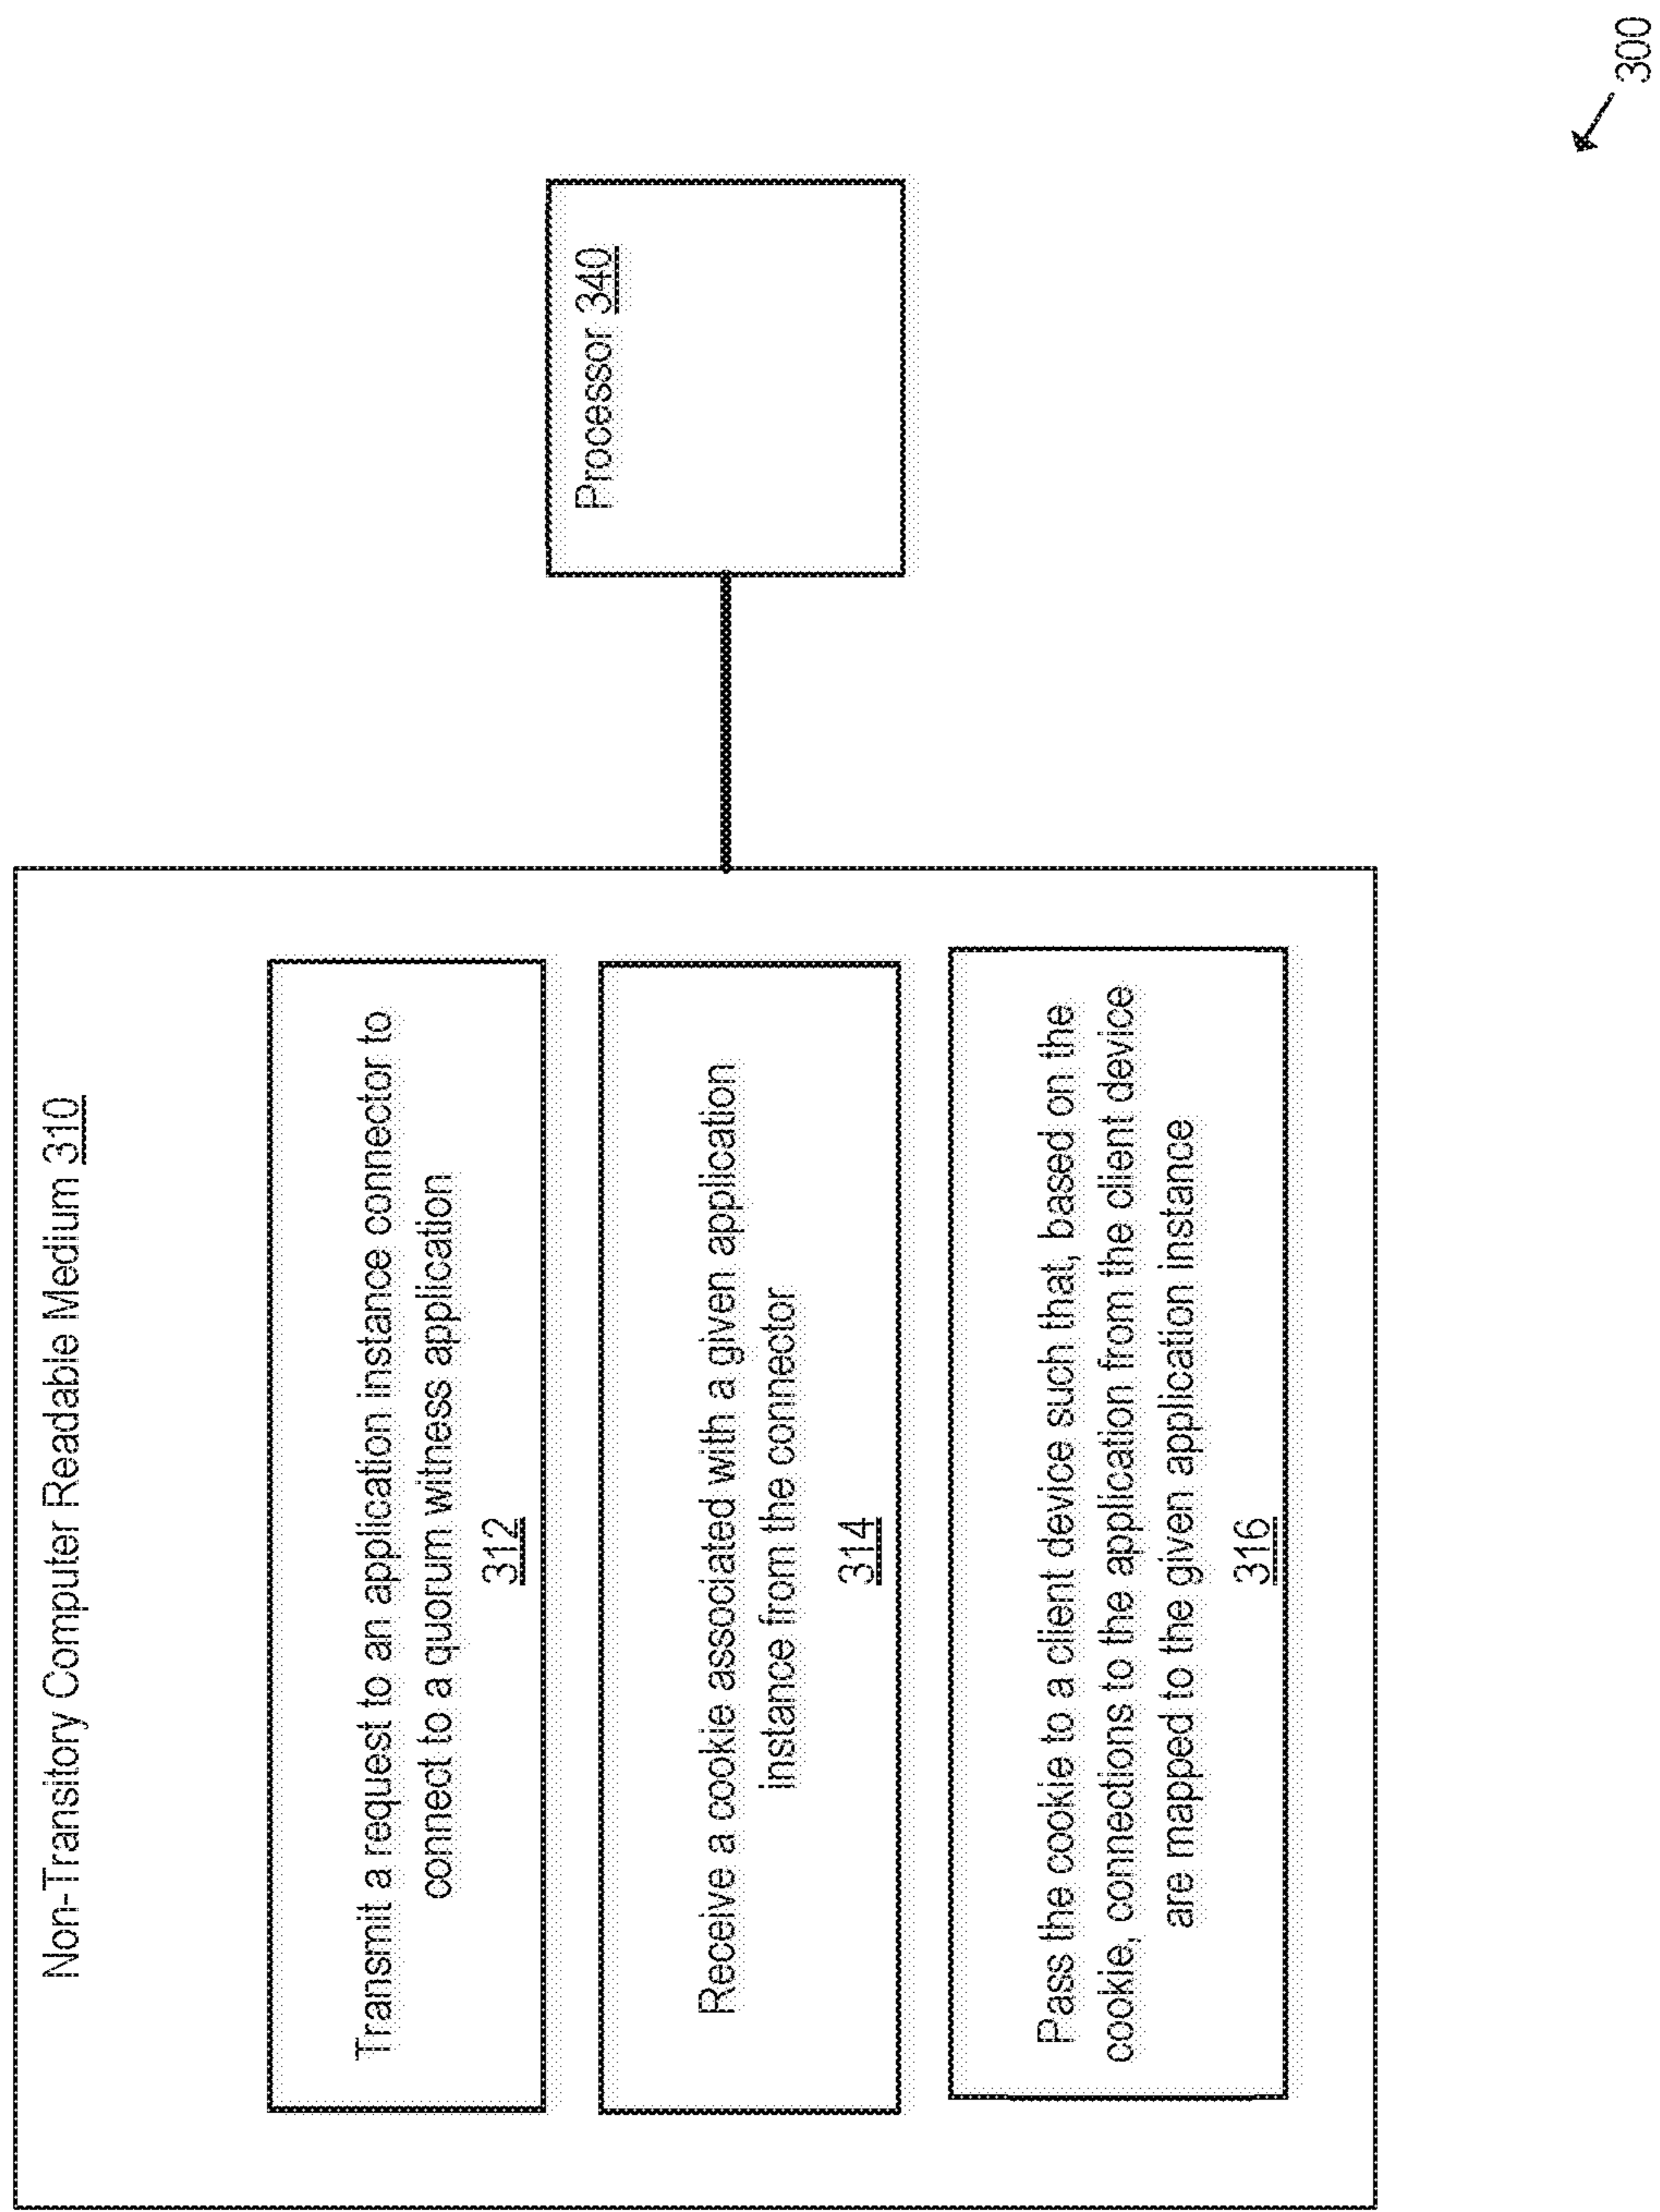 Non-Transitory Computer Readable Medium 310
Transmit a request to an application instance connector to
connect to a quorum witness application
312
Receive a cookie associated with a given application
instance from the connector
314
Pass the cookie to a client device such that, based on the
cookie, connections to the application from the client device
are mapped to the given application instance
316
Processor 340
300